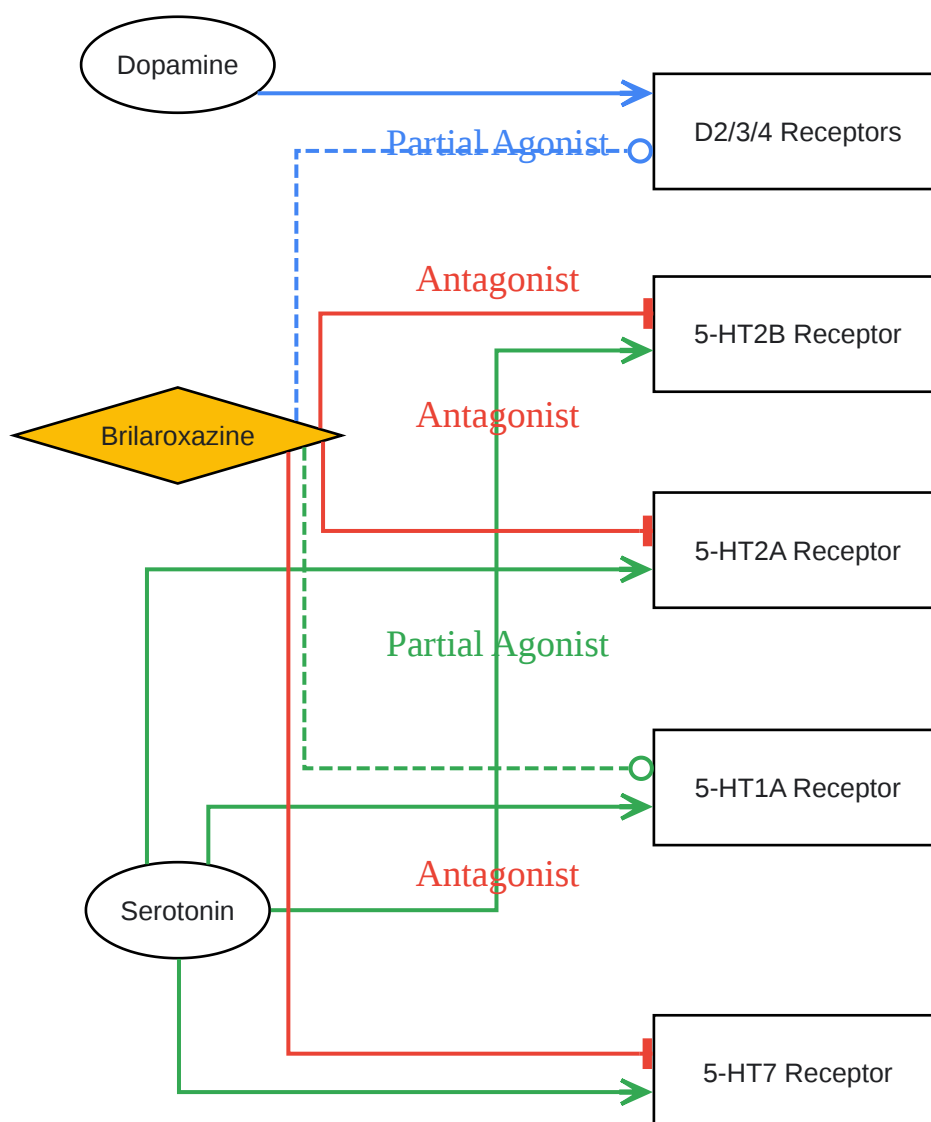 Dopamine
D2/3/4 Receptors
Partial Agonist
Antagonist
5-HT2B Receptor
Antagonist
Brilaroxazine
5-HT2A Receptor
Partial Agonist
5-HT1A Receptor
Antagonist
Serotonin
5-HT7 Receptor